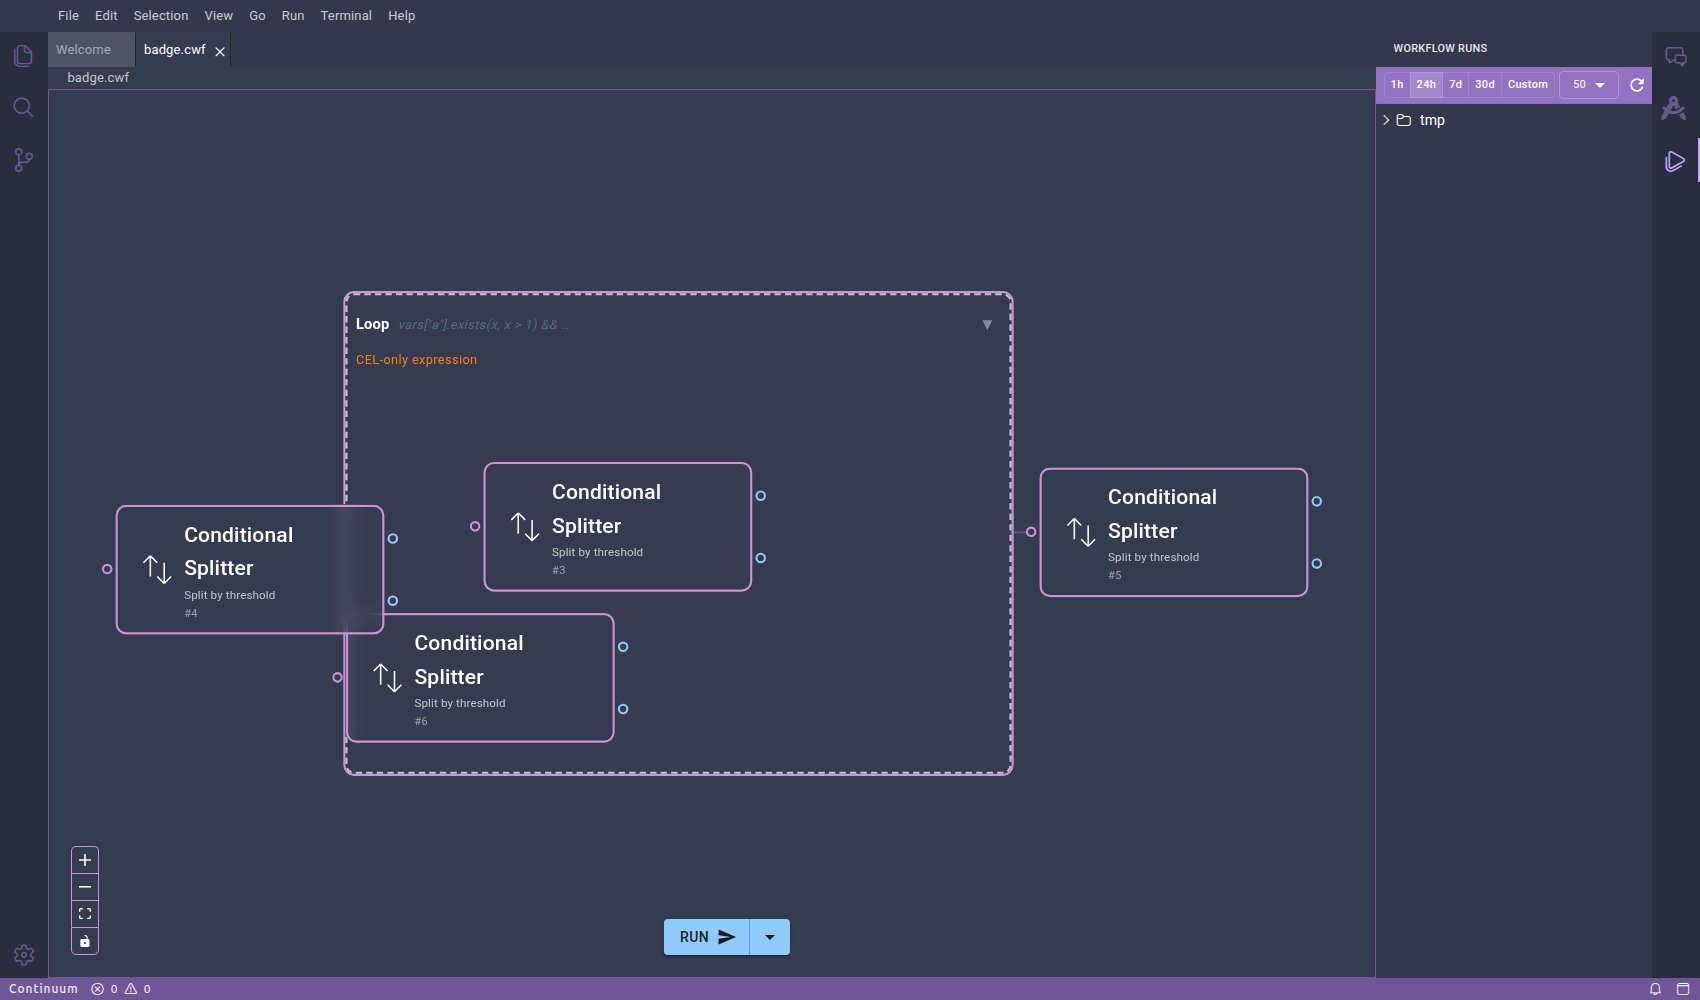 File Edit Selection View Go Run Terminal Help
Welcome badge.cwf
badge.cwf
WORKFLOW RUNS
1h 24h 7d 30d Custom 50
tmp
Loop vars["a"].exists(x, x > 1) && ...
CEL-only expression
Conditional
Splitter
Split by threshold
#4
Conditional
Splitter
Split by threshold
#3
Conditional
Splitter
Split by threshold
#5
Conditional
Splitter
Split by threshold
#6
RUN
Continuum 0 0